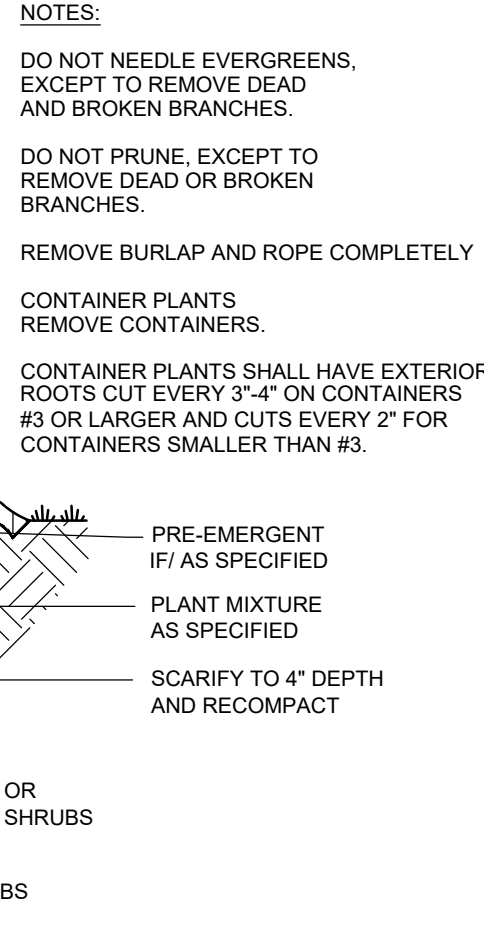 NOTES:
DO NOT NEEDLE EVERGREENS,
EXCEPT TO REMOVE DEAD
AND BROKEN BRANCHES.
DO NOT PRUNE, EXCEPT TO
REMOVE DEAD OR BROKEN
BRANCHES.
REMOVE BURLAP AND ROPE COMPLETELY
CONTAINER PLANTS
REMOVE CONTAINERS.
CONTAINER PLANTS SHALL HAVE EXTERIOR
ROOTS CUT EVERY 3"-4" ON CONTAINERS
#3 OR LARGER AND CUTS EVERY 2" FOR
CONTAINERS SMALLER THAN #3.
PRE-EMERGENT
IF/ AS SPECIFIED
PLANT MIXTURE
AS SPECIFIED
SCARIFY TO 4" DEPTH
AND RECOMPACT
OR
SHRUBS
BS